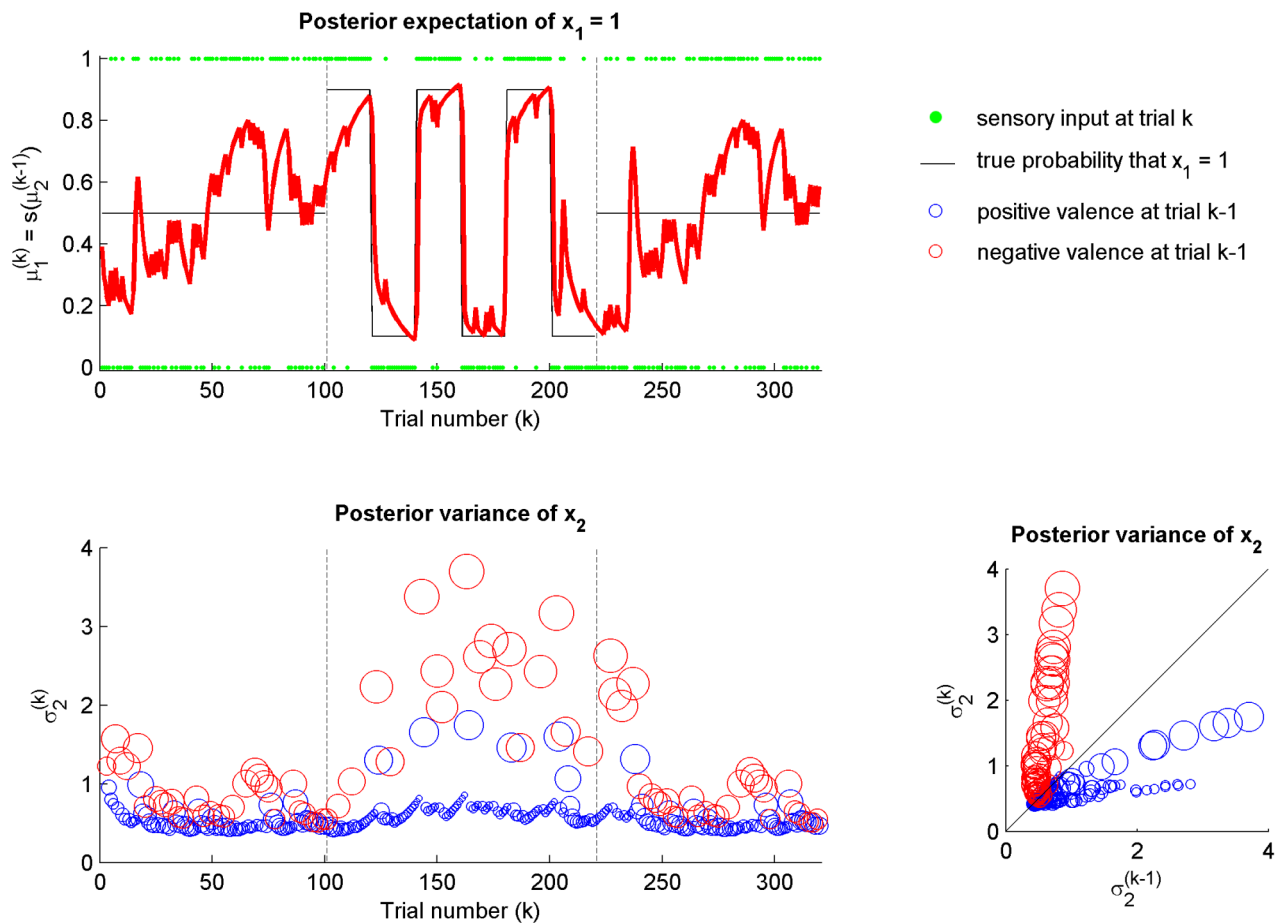 Posterior expectation of x₁ = 1
μ₁⁽ᵏ⁾ = s(μ₂⁽ᵏ⁻¹⁾)
1
0.8
0.6
0.4
0.2
0
0 50 100 150 200 250 300
Trial number (k)
sensory input at trial k
true probability that x₁ = 1
positive valence at trial k-1
negative valence at trial k-1
Posterior variance of x₂
σ₂⁽ᵏ⁾
4
3
2
1
0
0 50 100 150 200 250 300
Trial number (k)
Posterior variance of x₂
σ₂⁽ᵏ⁾
4
3
2
1
0
0 2 4
σ₂⁽ᵏ⁻¹⁾